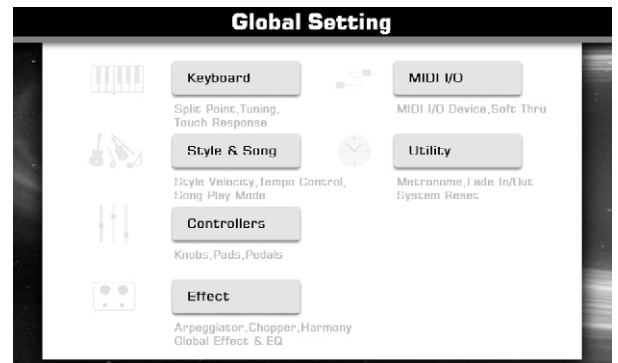 Global Setting
Keyboard
Split Point,Tuning,
Touch Response
Style & Song
Style Velocity,Tempo Control,
Song Play Mode
Controllers
Knobs,Pads,Pedals
Effect
Arpeggiator,Chopper,Harmony
Global Effect & EQ
MIDI I/O
MIDI I/O Device,Soft Thru
Utility
Metronome,Fade In/Out
System Reset